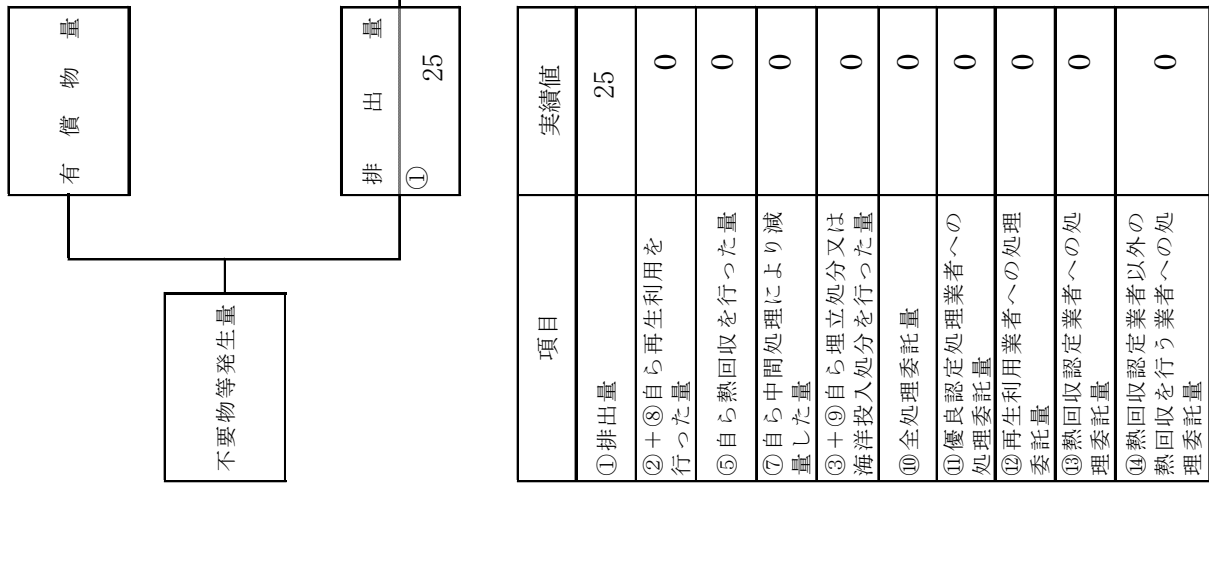 有償物量
不要物等発生量
排出量
①
25
項目
実績値
①排出量
25
②＋⑧自ら再生利用を
行った量
0
⑤自ら熱回収を行った量
0
⑦自ら中間処理により減
量した量
0
③＋⑨自ら埋立処分又は
海洋投入処分を行った量
0
⑩全処理委託量
0
⑪優良認定処理業者への
処理委託量
0
⑫再生利用業者への処理
委託量
0
⑬熱回収認定業者への処
理委託量
0
⑭熱回収認定業者以外の
熱回収を行う業者への処
理委託量
0